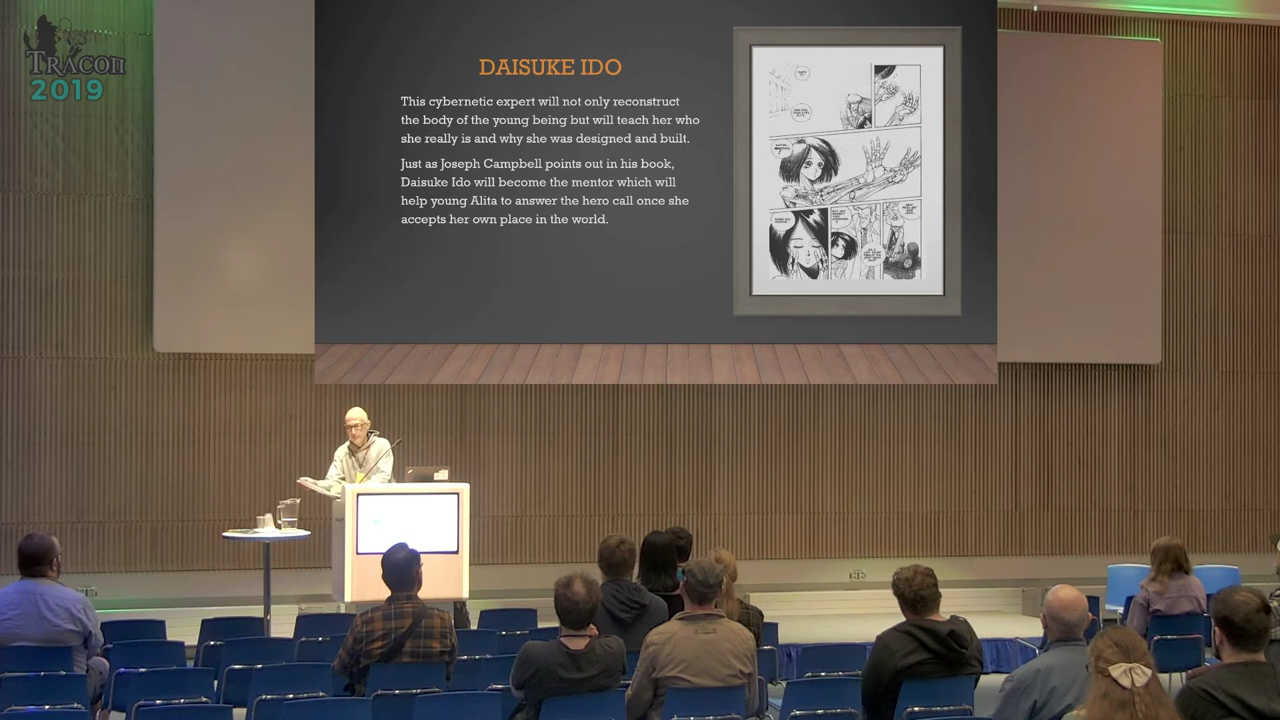 TRACON
2019
DAISUKE IDO
This cybernetic expert will not only reconstruct
the body of the young being but will teach her who
she really is and why she was designed and built.
Just as Joseph Campbell points out in his book,
Daisuke Ido will become the mentor which will
help young Alita to answer the hero call once she
accepts her own place in the world.